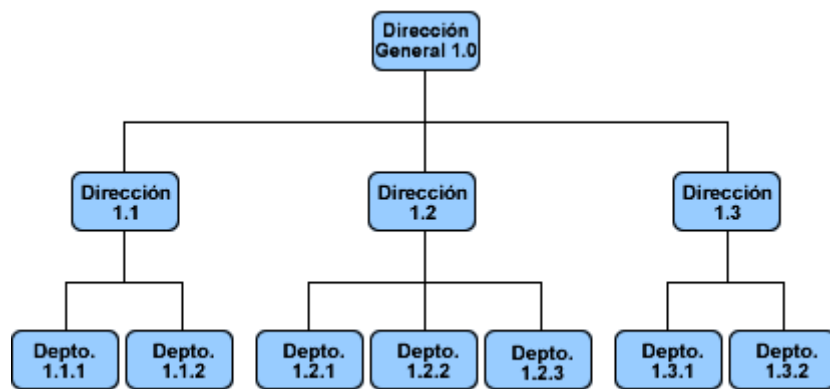 Dirección
General 1.0
Dirección
1.1
Dirección
1.2
Dirección
1.3
Depto.
1.1.1
Depto.
1.1.2
Depto.
1.2.1
Depto.
1.2.2
Depto.
1.2.3
Depto.
1.3.1
Depto.
1.3.2